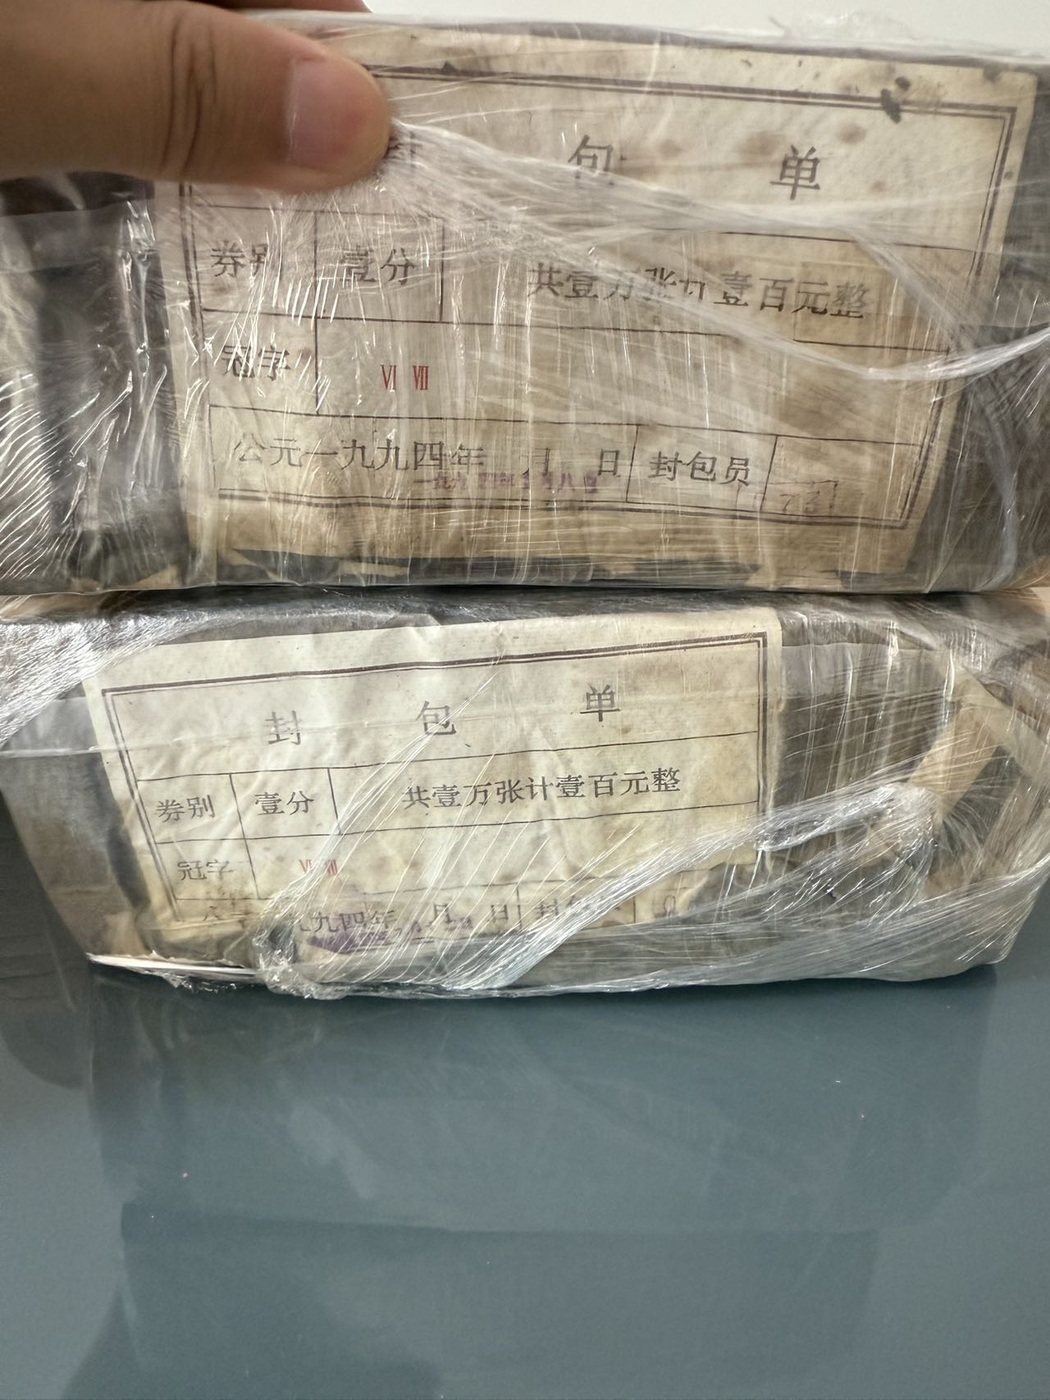 包 单
券别 壹分 共壹万张计壹百元整
冠字 Ⅵ Ⅶ
公元一九九四年 月 日 封包员
封 包 单
券别 壹分 共壹万张计壹百元整
冠字 Ⅵ Ⅶ
九四年 月 日 封